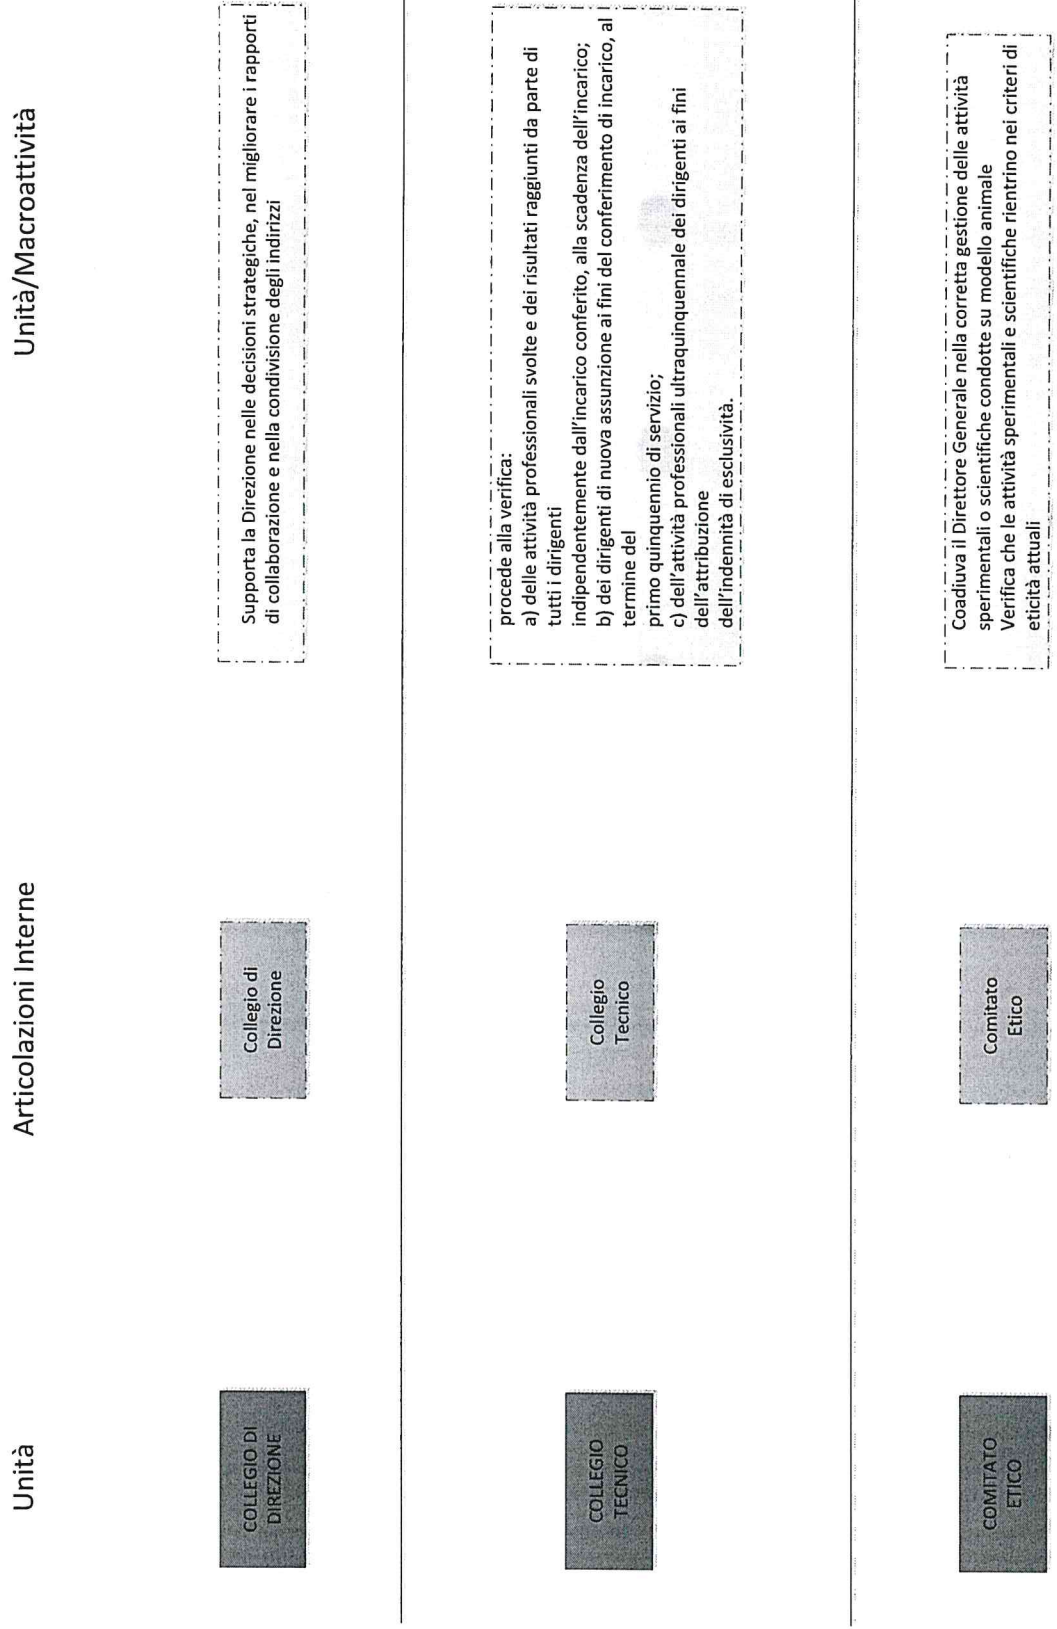 Unità
Articolazioni Interne
Unità/Macroattività
COLLEGIO DI
DIREZIONE
Collegio di
Direzione
Supporta la Direzione nelle decisioni strategiche, nel migliorare i rapporti
di collaborazione e nella condivisione degli indirizzi
COLLEGIO
TECNICO
Collegio
Tecnico
procede alla verifica:
a) delle attività professionali svolte e dei risultati raggiunti da parte di
tutti i dirigenti
indipendentemente dall'incarico conferito, alla scadenza dell'incarico;
b) dei dirigenti di nuova assunzione ai fini del conferimento di incarico, al
termine del
primo quinquennio di servizio;
c) dell'attività professionali ultraquinquennale dei dirigenti ai fini
dell'attribuzione
dell'indennità di esclusività.
COMITATO
ETICO
Comitato
Etico
Coadiuva il Direttore Generale nella corretta gestione delle attività
sperimentali o scientifiche condotte su modello animale
Verifica che le attività sperimentali e scientifiche rientrino nei criteri di
eticità attuali